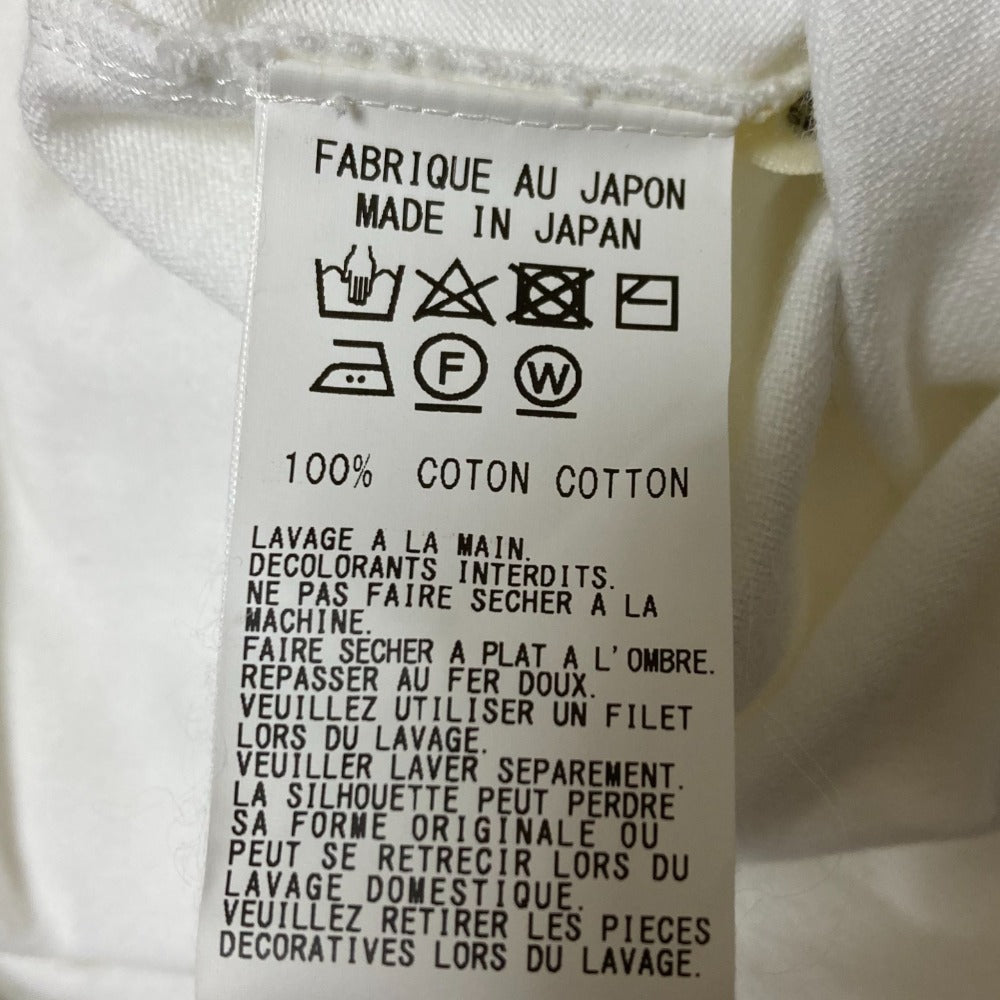 FABRIQUE AU JAPON
MADE IN JAPAN
F W
100% COTON COTTON
LAVAGE A LA MAIN.
DECOLORANTS INTERDITS.
NE PAS FAIRE SECHER A LA
MACHINE.
FAIRE SECHER A PLAT A L'OMBRE.
REPASSER AU FER DOUX.
VEUILLEZ UTILISER UN FILET
LORS DU LAVAGE.
VEUILLER LAVER SEPAREMENT.
LA SILHOUETTE PEUT PERDRE
SA FORME ORIGINALE OU
PEUT SE RETRECIR LORS DU
LAVAGE DOMESTIQUE.
VEUILLEZ RETIRER LES PIECES
DECORATIVES LORS DU LAVAGE.